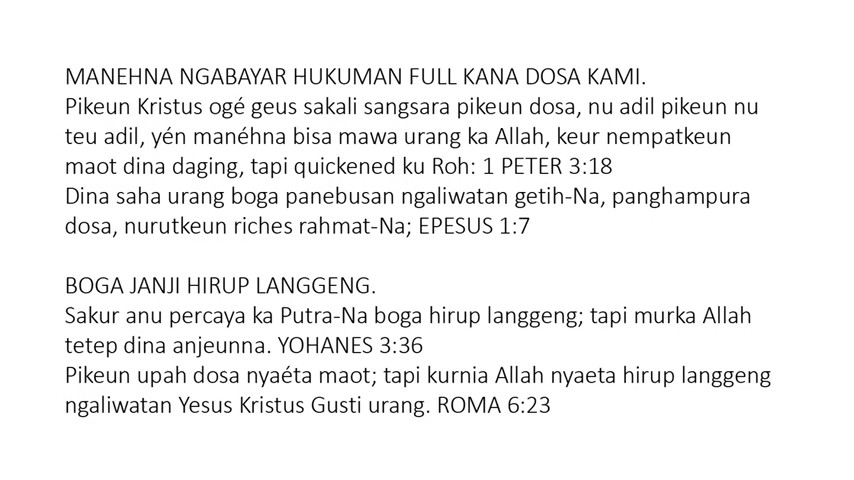 MANEHNA NGABAYAR HUKUMAN FULL KANA DOSA KAMI.
Pikeun Kristus ogé geus sakali sangsara pikeun dosa, nu adil pikeun nu
teu adil, yén manéhna bisa mawa urang ka Allah, keur nempatkeun
maot dina daging, tapi quickened ku Roh: 1 PETER 3:18
Dina saha urang boga panebusan ngaliwatan getih-Na, panghampura
dosa, nurutkeun riches rahmat-Na; EPESUS 1:7
BOGA JANJI HIRUP LANGGENG.
Sakur anu percaya ka Putra-Na boga hirup langgeng; tapi murka Allah
tetep dina anjeunna. YOHANES 3:36
Pikeun upah dosa nyaéta maot; tapi kurnia Allah nyaeta hirup langgeng
ngaliwatan Yesus Kristus Gusti urang. ROMA 6:23